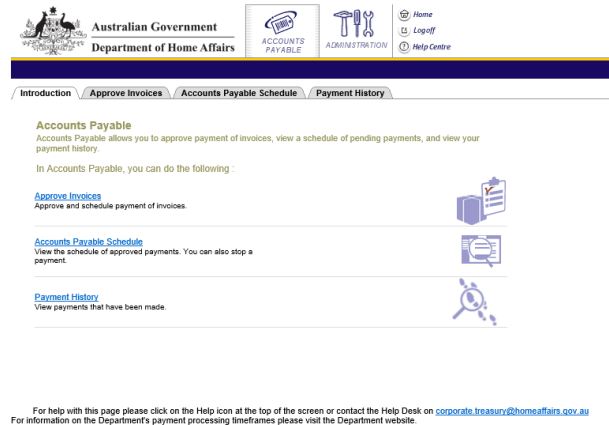 Australian Government
Department of Home Affairs
ACCOUNTS
PAYABLE
ADMINISTRATION
Home
Logoff
Help Centre
Introduction
Approve Invoices
Accounts Payable Schedule
Payment History
Accounts Payable
Accounts Payable allows you to approve payment of invoices, view a schedule of pending payments, and view your
payment history.
In Accounts Payable, you can do the following :
Approve Invoices
Approve and schedule payment of invoices.
Accounts Payable Schedule
View the schedule of approved payments. You can also stop a
payment.
Payment History
View payments that have been made.
For help with this page please click on the Help icon at the top of the screen or contact the Help Desk on corporate.treasury@homeaffairs.gov.au
For information on the Department's payment processing timeframes please visit the Department website.